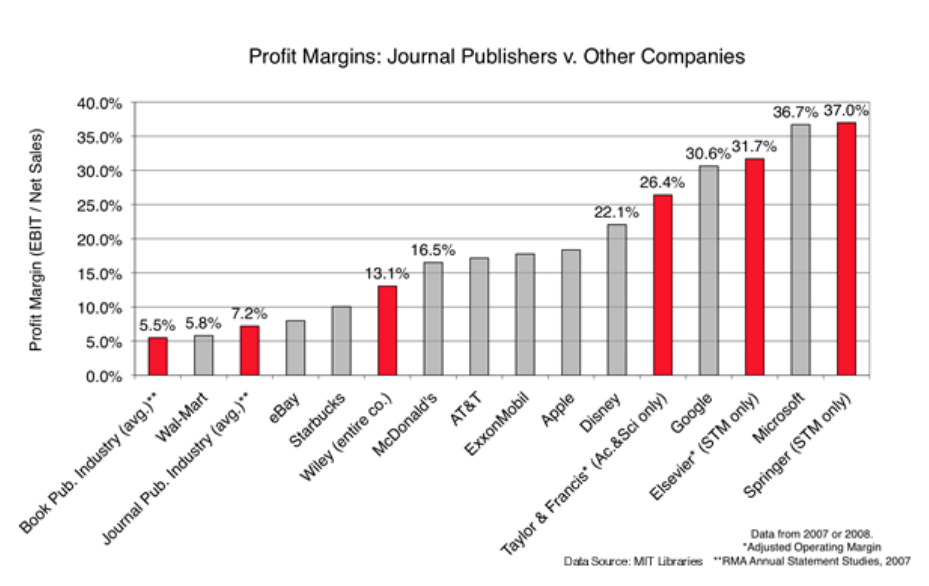 Profit Margins: Journal Publishers v. Other Companies
Profit Margin (EBIT / Net Sales)
40.0%
35.0%
30.0%
25.0%
20.0%
15.0%
10.0%
5.0%
0.0%
5.5%
5.8%
7.2%
13.1%
16.5%
22.1%
26.4%
30.6%
31.7%
36.7%
37.0%
Book Pub. Industry (avg.)**
Wal-Mart
Journal Pub. Industry (avg.)**
eBay
Starbucks
Wiley (entire co.)
McDonald's
AT&T
ExxonMobil
Apple
Disney
Taylor & Francis* (Ac.&Sci only)
Google
Elsevier* (STM only)
Microsoft
Springer (STM only)
Data from 2007 or 2008.
*Adjusted Operating Margin
Data Source: MIT Libraries **RMA Annual Statement Studies, 2007